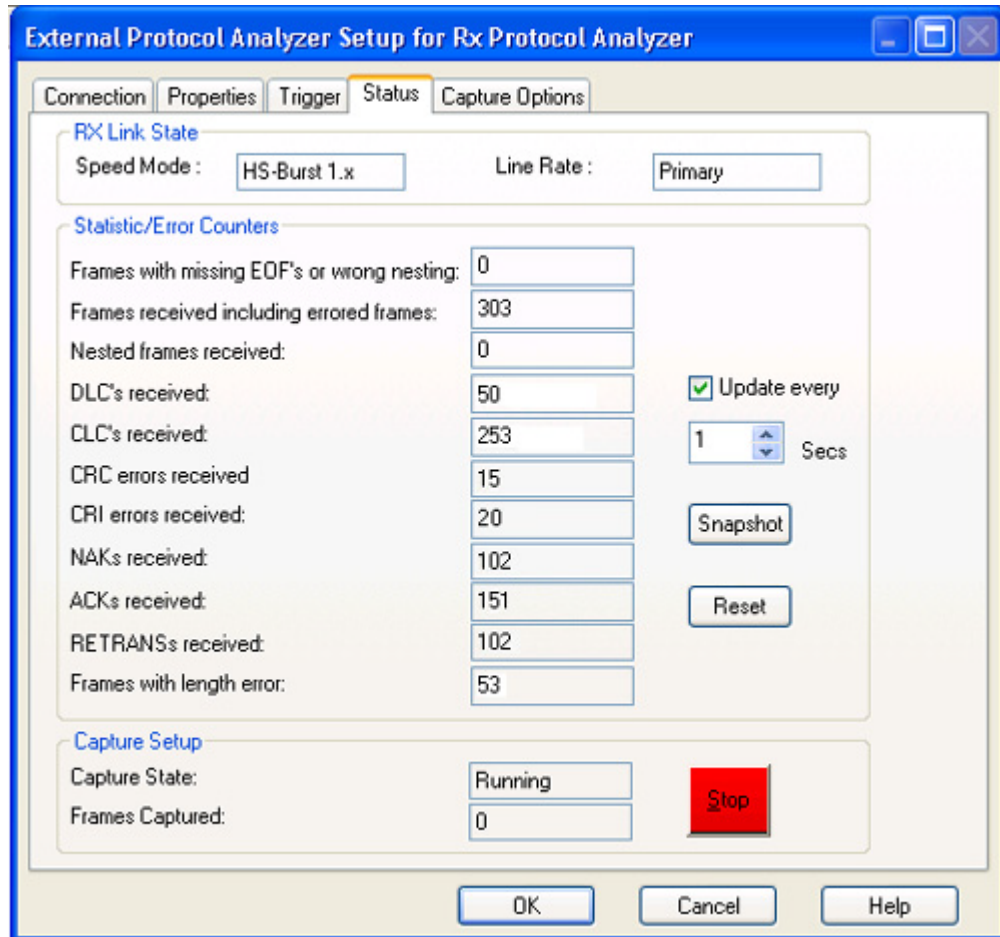 External Protocol Analyzer Setup for Rx Protocol Analyzer
Connection Properties Trigger Status Capture Options
RX Link State
Speed Mode : HS-Burst 1.x Line Rate : Primary
Statistic/Error Counters
Frames with missing EOF's or wrong nesting: 0
Frames received including errored frames: 303
Nested frames received: 0
DLC's received: 50 Update every
CLC's received: 253 1 Secs
CRC errors received 15
CRI errors received: 20 Snapshot
NAKs received: 102
ACKs received: 151 Reset
RETRANSs received: 102
Frames with length error: 53
Capture Setup
Capture State: Running Stop
Frames Captured: 0
OK Cancel Help